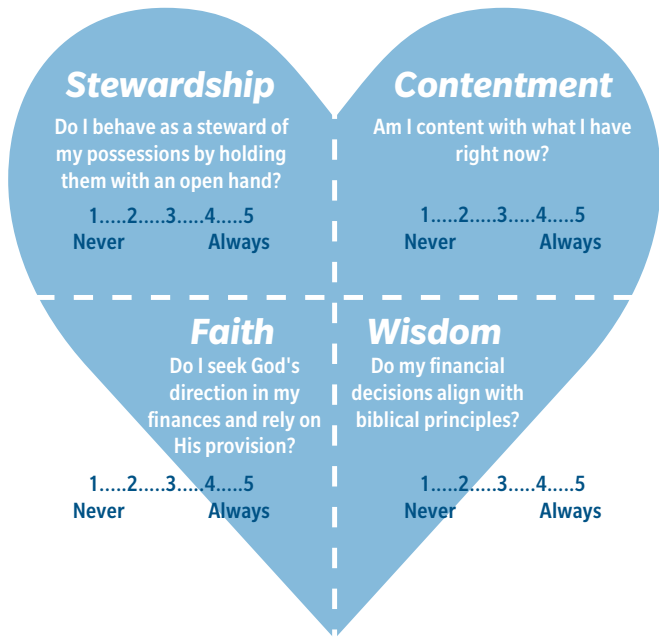 Stewardship
Do I behave as a steward of
my possessions by holding
them with an open hand?
1.....2.....3.....4.....5
Never Always
Contentment
Am I content with what I have
right now?
1.....2.....3.....4.....5
Never Always
Faith
Do I seek God's
direction in my
finances and rely on
His provision?
1.....2.....3.....4.....5
Never Always
Wisdom
Do my financial
decisions align with
biblical principles?
1.....2.....3.....4.....5
Never Always